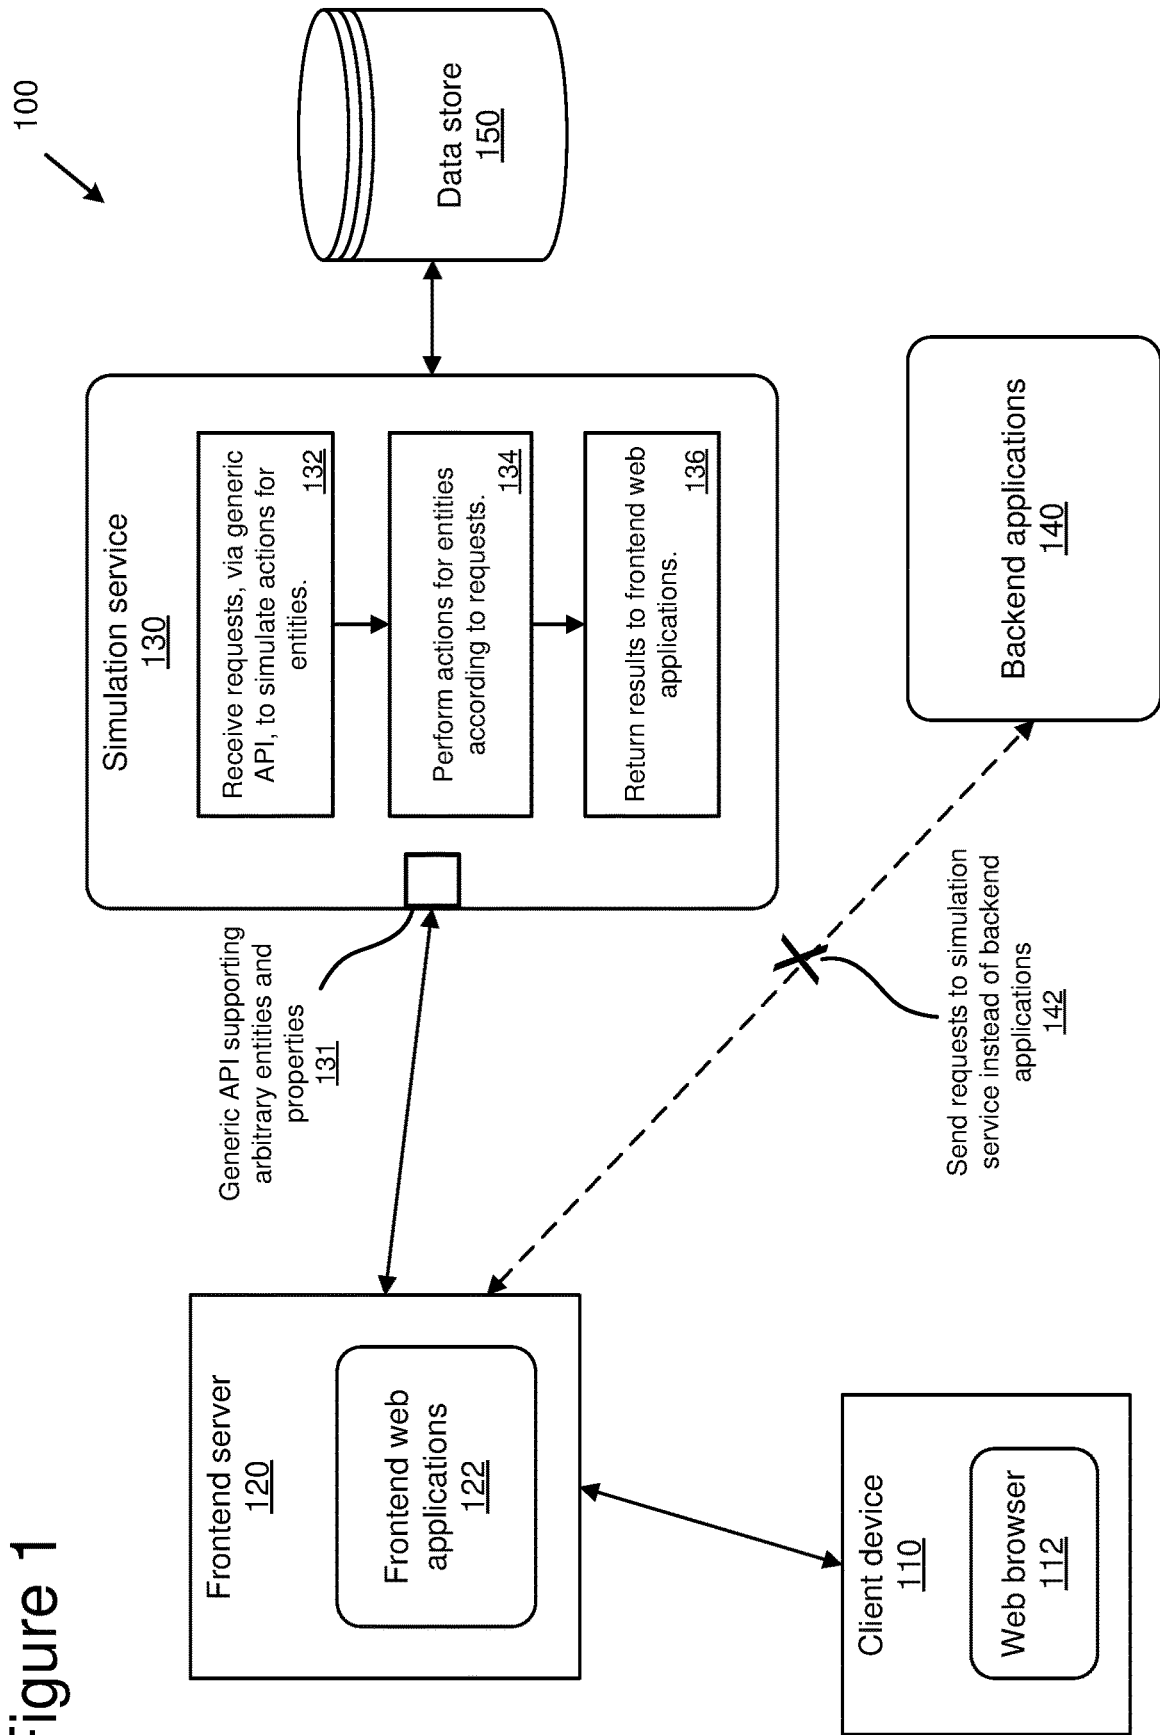 Figure 1
100
Frontend server
120
Frontend web
applications
122
Client device
110
Web browser
112
Generic API supporting
arbitrary entities and
properties
131
Simulation service
130
Receive requests, via generic
API, to simulate actions for
entities.
132
Perform actions for entities
according to requests.
134
Return results to frontend web
applications.
136
Data store
150
Send requests to simulation
service instead of backend
applications
142
Backend applications
140